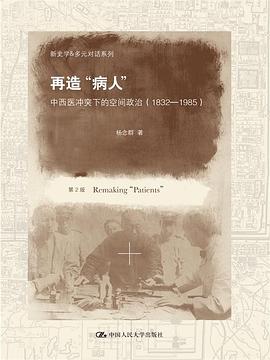 新史学&多元对话系列
再造“病人”
中西医冲突下的空间政治（1832—1985）
杨念群 著
第2版
Remaking “Patients”
中国人民大学出版社